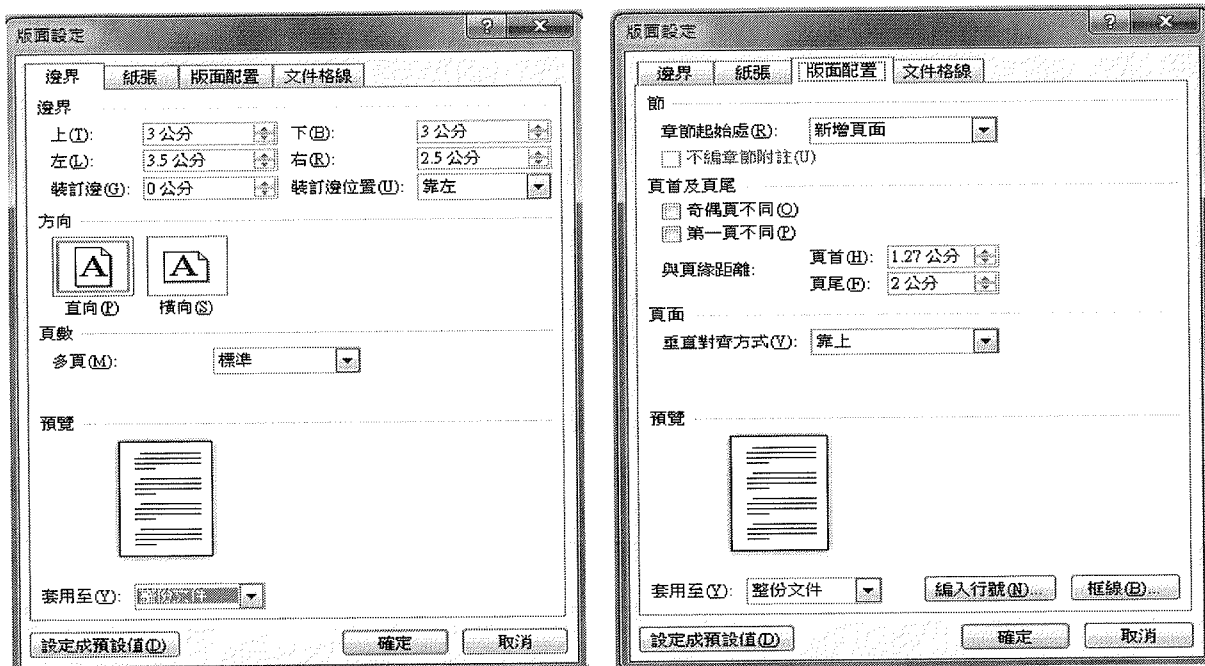 版面設定
邊界 紙張 版面配置 文件格線
邊界
上(T): 3 公分 下(B): 3 公分
左(L): 3.5 公分 右(R): 2.5 公分
裝訂邊(G): 0 公分 裝訂邊位置(U): 靠左
方向
A A
直向(P) 橫向(S)
頁數
多頁(M): 標準
預覽
套用至(Y): 整份文件
設定成預設值(D) 確定 取消
版面設定
邊界 紙張 版面配置 文件格線
節
章節起始處(R): 新增頁面
不編章節附註(U)
頁首及頁尾
奇偶頁不同(O)
第一頁不同(P)
與頁緣距離: 頁首(H): 1.27 公分
頁尾(F): 2 公分
頁面
垂直對齊方式(V): 靠上
預覽
套用至(Y): 整份文件 編入行號(N)... 框線(B)...
設定成預設值(D) 確定 取消